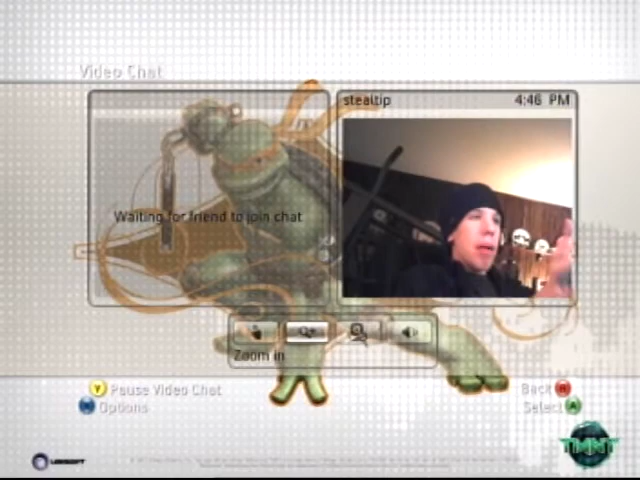 Video Chat
stealtip
4:46 PM
Waiting for friend to join chat
Zoom in
Y Pause Video Chat
X Options
Back B
Select A
UBISOFT
TMNT